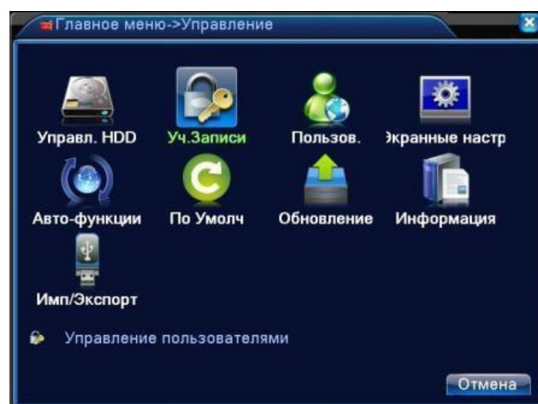 Главное меню->Управление
Управл. HDD Уч.Записи Пользов. Экранные настр
Авто-функции По Умолч Обновление Информация
Имп/Экспорт
Управление пользователями
Отмена